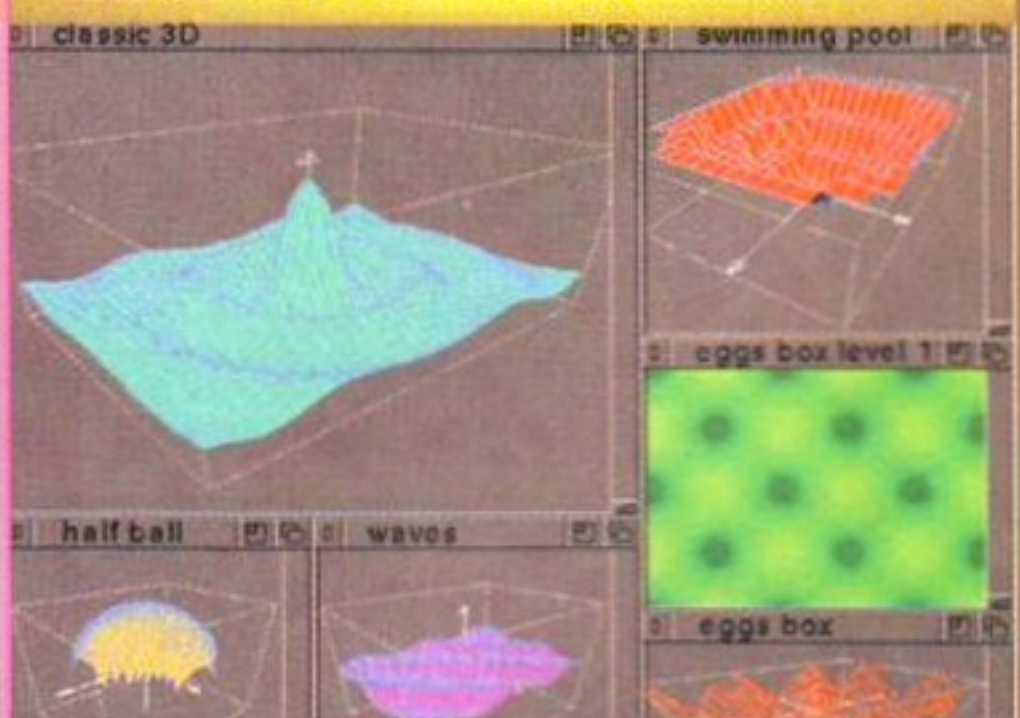 classic 3D
swimming pool
eggs box level 1
half ball
waves
eggs box